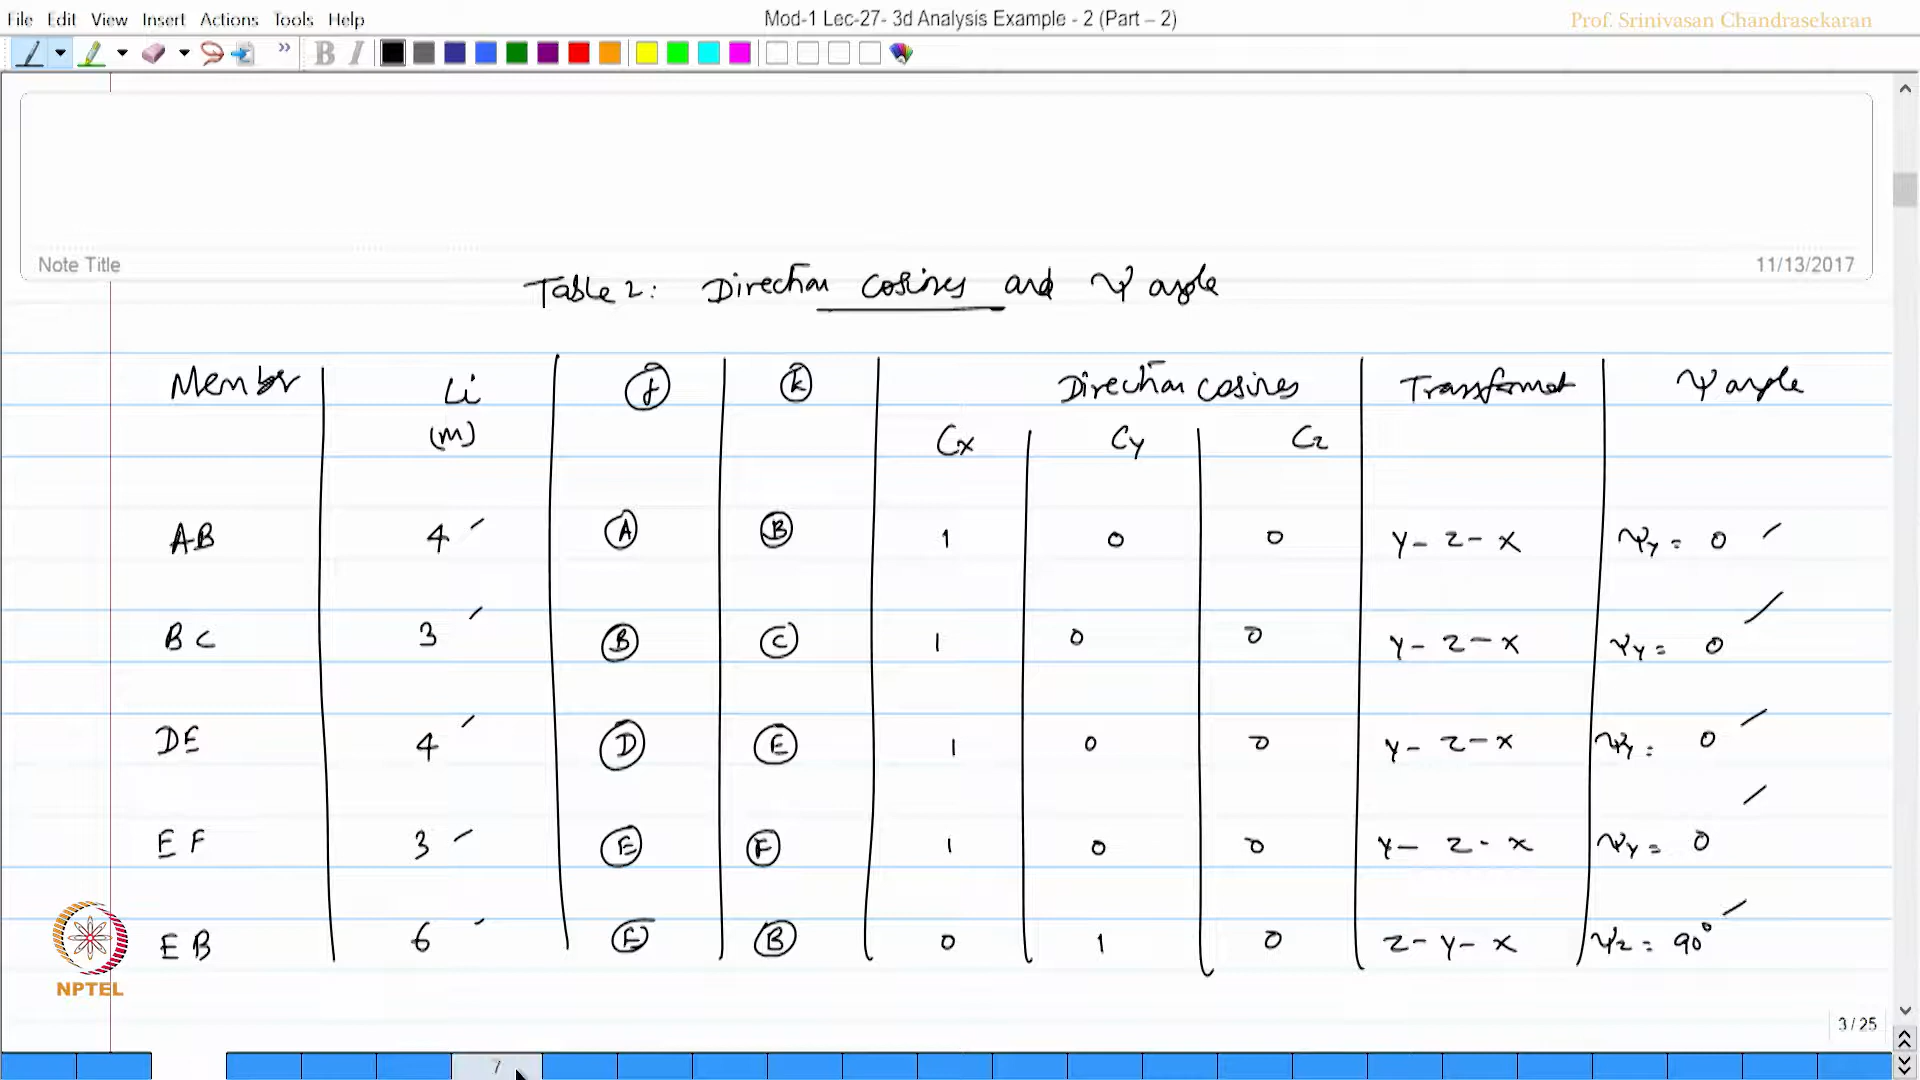 File Edit View Insert Actions Tools Help
Mod-1 Lec-27- 3d Analysis Example - 2 (Part – 2)
Prof. Srinivasan Chandrasekaran
B I
Note Title
11/13/2017
Table 2: Direction cosines and Ψ angle
Member Li (j) (k) Direction cosines Transformat Ψ angle
(m) Cx Cy Cz
AB 4 A B 1 0 0 Y-Z-X Ψy = 0
BC 3 B C 1 0 0 Y-Z-X Ψy = 0
DE 4 D E 1 0 0 Y-Z-X Ψy = 0
EF 3 E F 1 0 0 Y-Z-X Ψy = 0
EB 6 E B 0 1 0 Z-Y-X Ψz = 90°
NPTEL
3 / 25
7